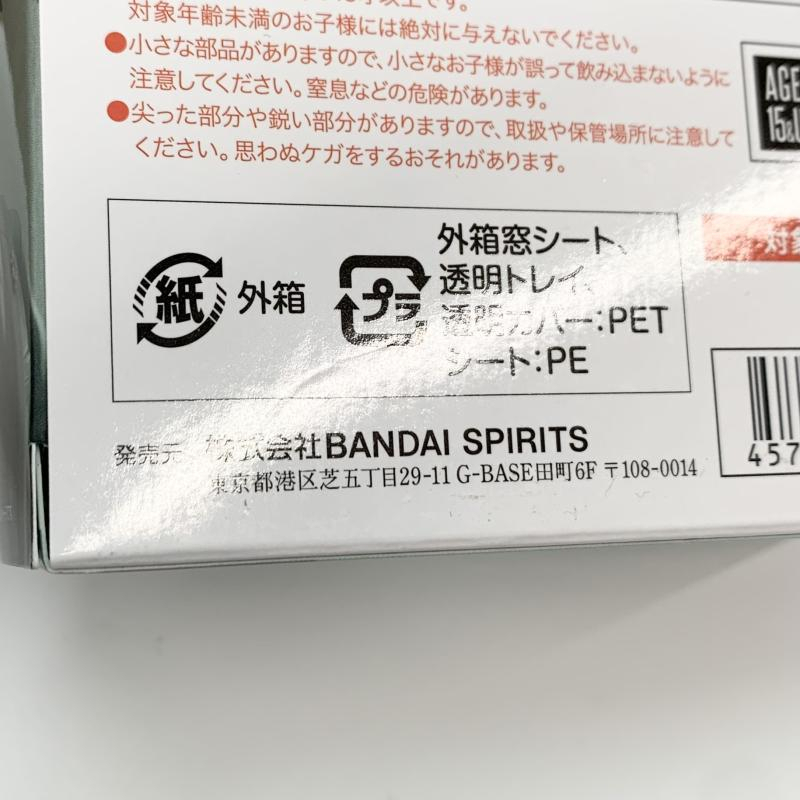 対象年齢未満のお子様には絶対に与えないでください。
●小さな部品がありますので、小さなお子様が誤って飲み込まないように
注意してください。窒息などの危険があります。
●尖った部分や鋭い部分がありますので、取扱や保管場所に注意して
ください。思わぬケガをするおそれがあります。
AGE
15&U
対象
紙 外箱
プラ
外箱窓シート、
透明トレイ、
透明カバー:PET
シート:PE
457
発売元 株式会社BANDAI SPIRITS
東京都港区芝五丁目29-11 G-BASE田町6F 〒108-0014